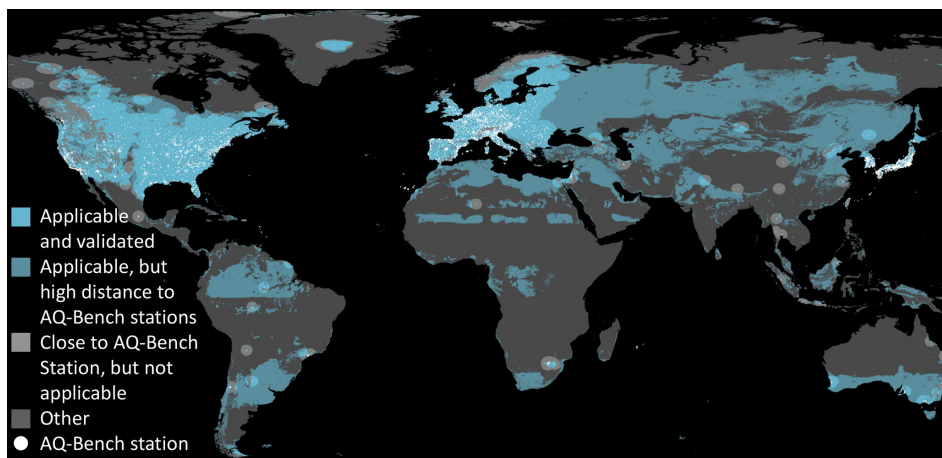 Applicable
and validated
Applicable, but
high distance to
AQ-Bench stations
Close to AQ-Bench
Station, but not
applicable
Other
AQ-Bench station